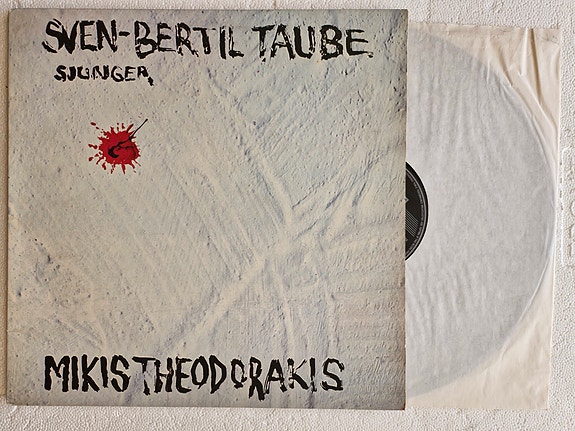 SVEN-BERTIL TAUBE
SJUNGER
MIKIS THEODORAKIS